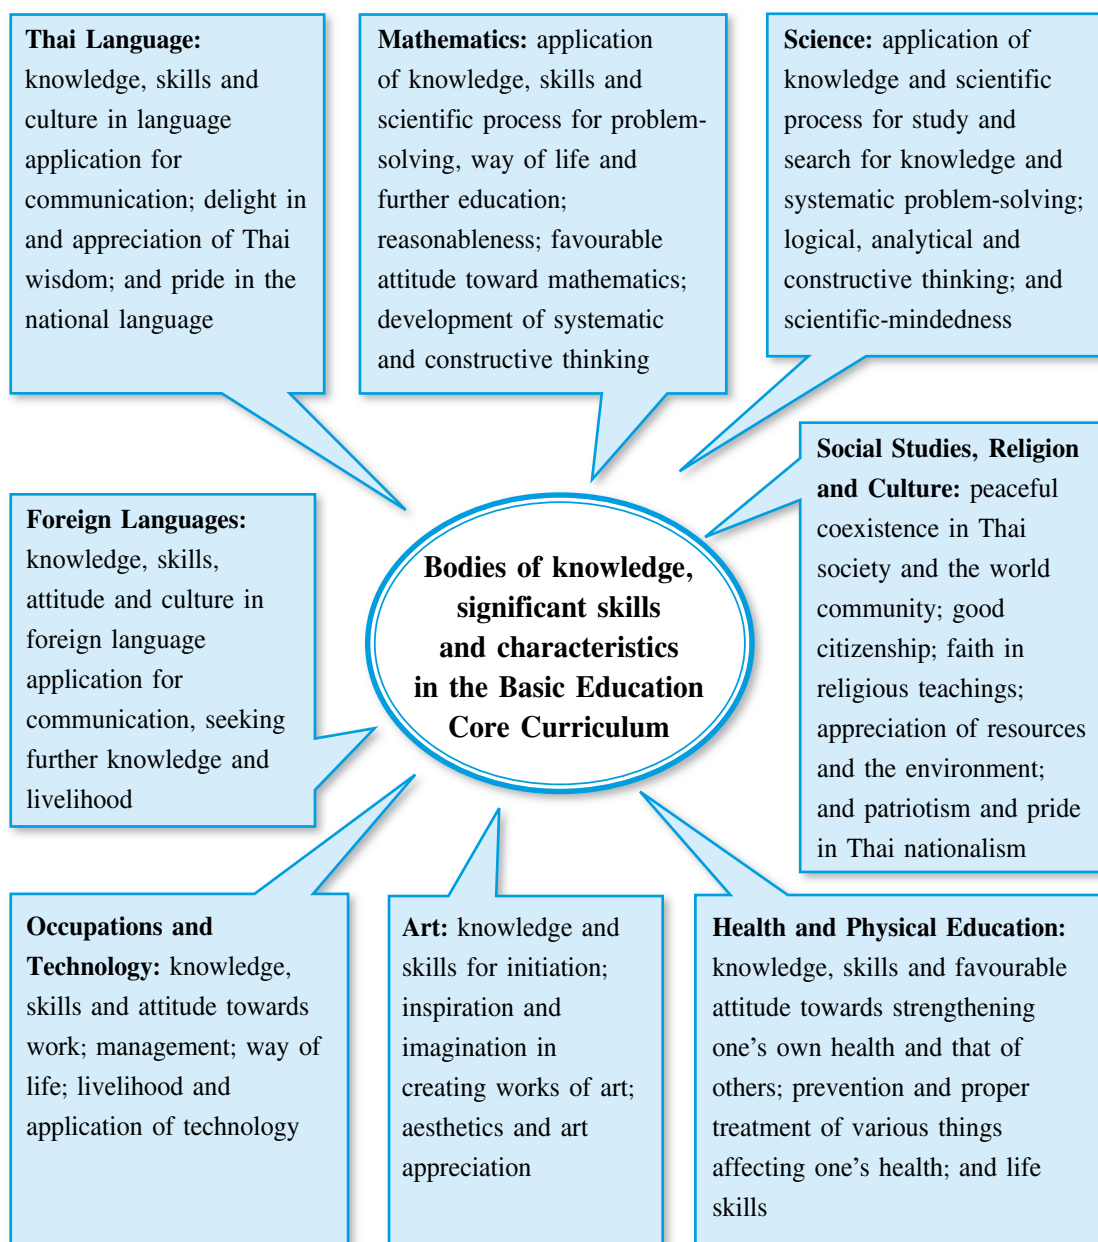 Thai Language:
knowledge, skills and
culture in language
application for
communication; delight in
and appreciation of Thai
wisdom; and pride in the
national language
Mathematics: application
of knowledge, skills and
scientific process for problem-
solving, way of life and
further education;
reasonableness; favourable
attitude toward mathematics;
development of systematic
and constructive thinking
Science: application of
knowledge and scientific
process for study and
search for knowledge and
systematic problem-solving;
logical, analytical and
constructive thinking; and
scientific-mindedness
Foreign Languages:
knowledge, skills,
attitude and culture in
foreign language
application for
communication, seeking
further knowledge and
livelihood
Bodies of knowledge,
significant skills
and characteristics
in the Basic Education
Core Curriculum
Social Studies, Religion
and Culture: peaceful
coexistence in Thai
society and the world
community; good
citizenship; faith in
religious teachings;
appreciation of resources
and the environment;
and patriotism and pride
in Thai nationalism
Occupations and
Technology: knowledge,
skills and attitude towards
work; management; way of
life; livelihood and
application of technology
Art: knowledge and
skills for initiation;
inspiration and
imagination in
creating works of art;
aesthetics and art
appreciation
Health and Physical Education:
knowledge, skills and favourable
attitude towards strengthening
one's own health and that of
others; prevention and proper
treatment of various things
affecting one's health; and life
skills